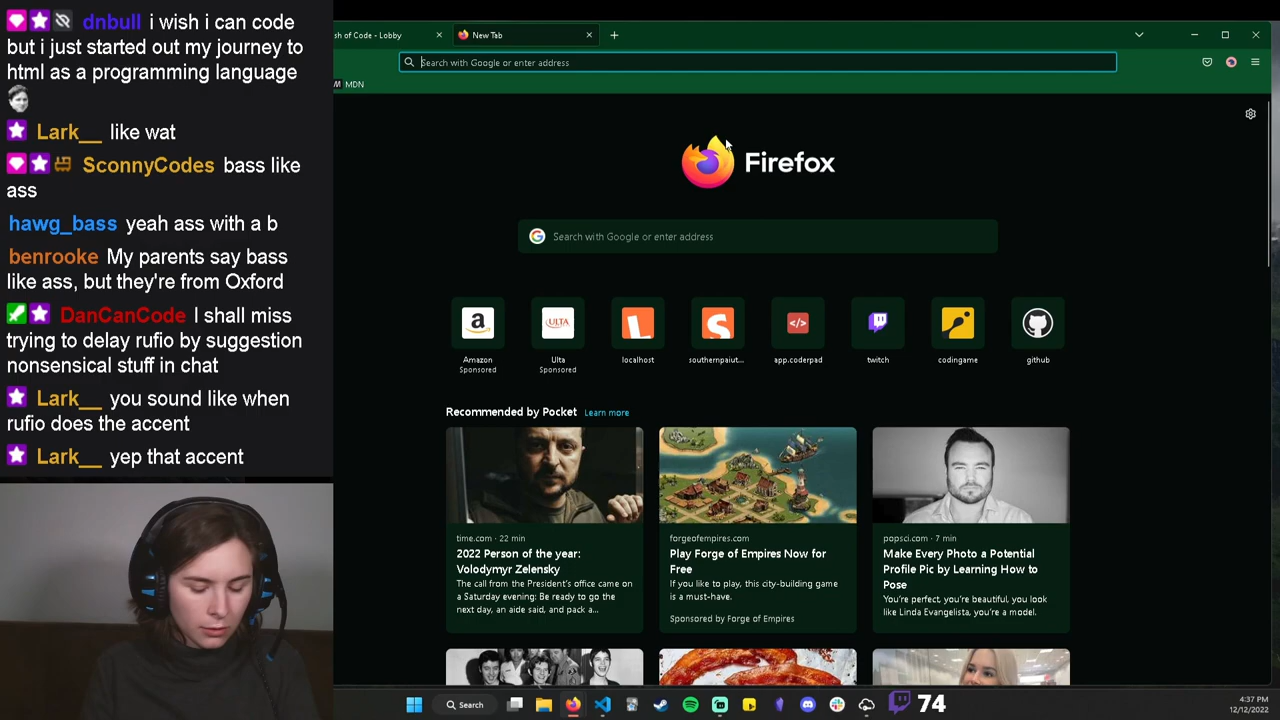 dnbull i wish i can code
but i just started out my journey to
html as a programming language
Lark__ like wat
SconnyCodes bass like
ass
hawg_bass yeah ass with a b
benrooke My parents say bass
like ass, but they're from Oxford
DanCanCode I shall miss
trying to delay rufio by suggestion
nonsensical stuff in chat
Lark__ you sound like when
rufio does the accent
Lark__ yep that accent
sh of Code - Lobby
New Tab
Search with Google or enter address
MDN
Firefox
Search with Google or enter address
a
ULTA
L
S
</>
Amazon
Sponsored
Ulta
Sponsored
localhost
southernpaiut...
app.coderpad
twitch
codingame
github
Recommended by Pocket Learn more
time.com · 22 min
2022 Person of the year:
Volodymyr Zelensky
The call from the President's office came on
a Saturday evening: Be ready to go the
next day, an aide said, and pack a...
forgeofempires.com
Play Forge of Empires Now for
Free
If you like to play, this city-building game
is a must-have.
Sponsored by Forge of Empires
popsci.com · 7 min
Make Every Photo a Potential
Profile Pic by Learning How to
Pose
You're perfect, you're beautiful, you look
like Linda Evangelista, you're a model.
Search
74
4:37 PM
12/12/2022